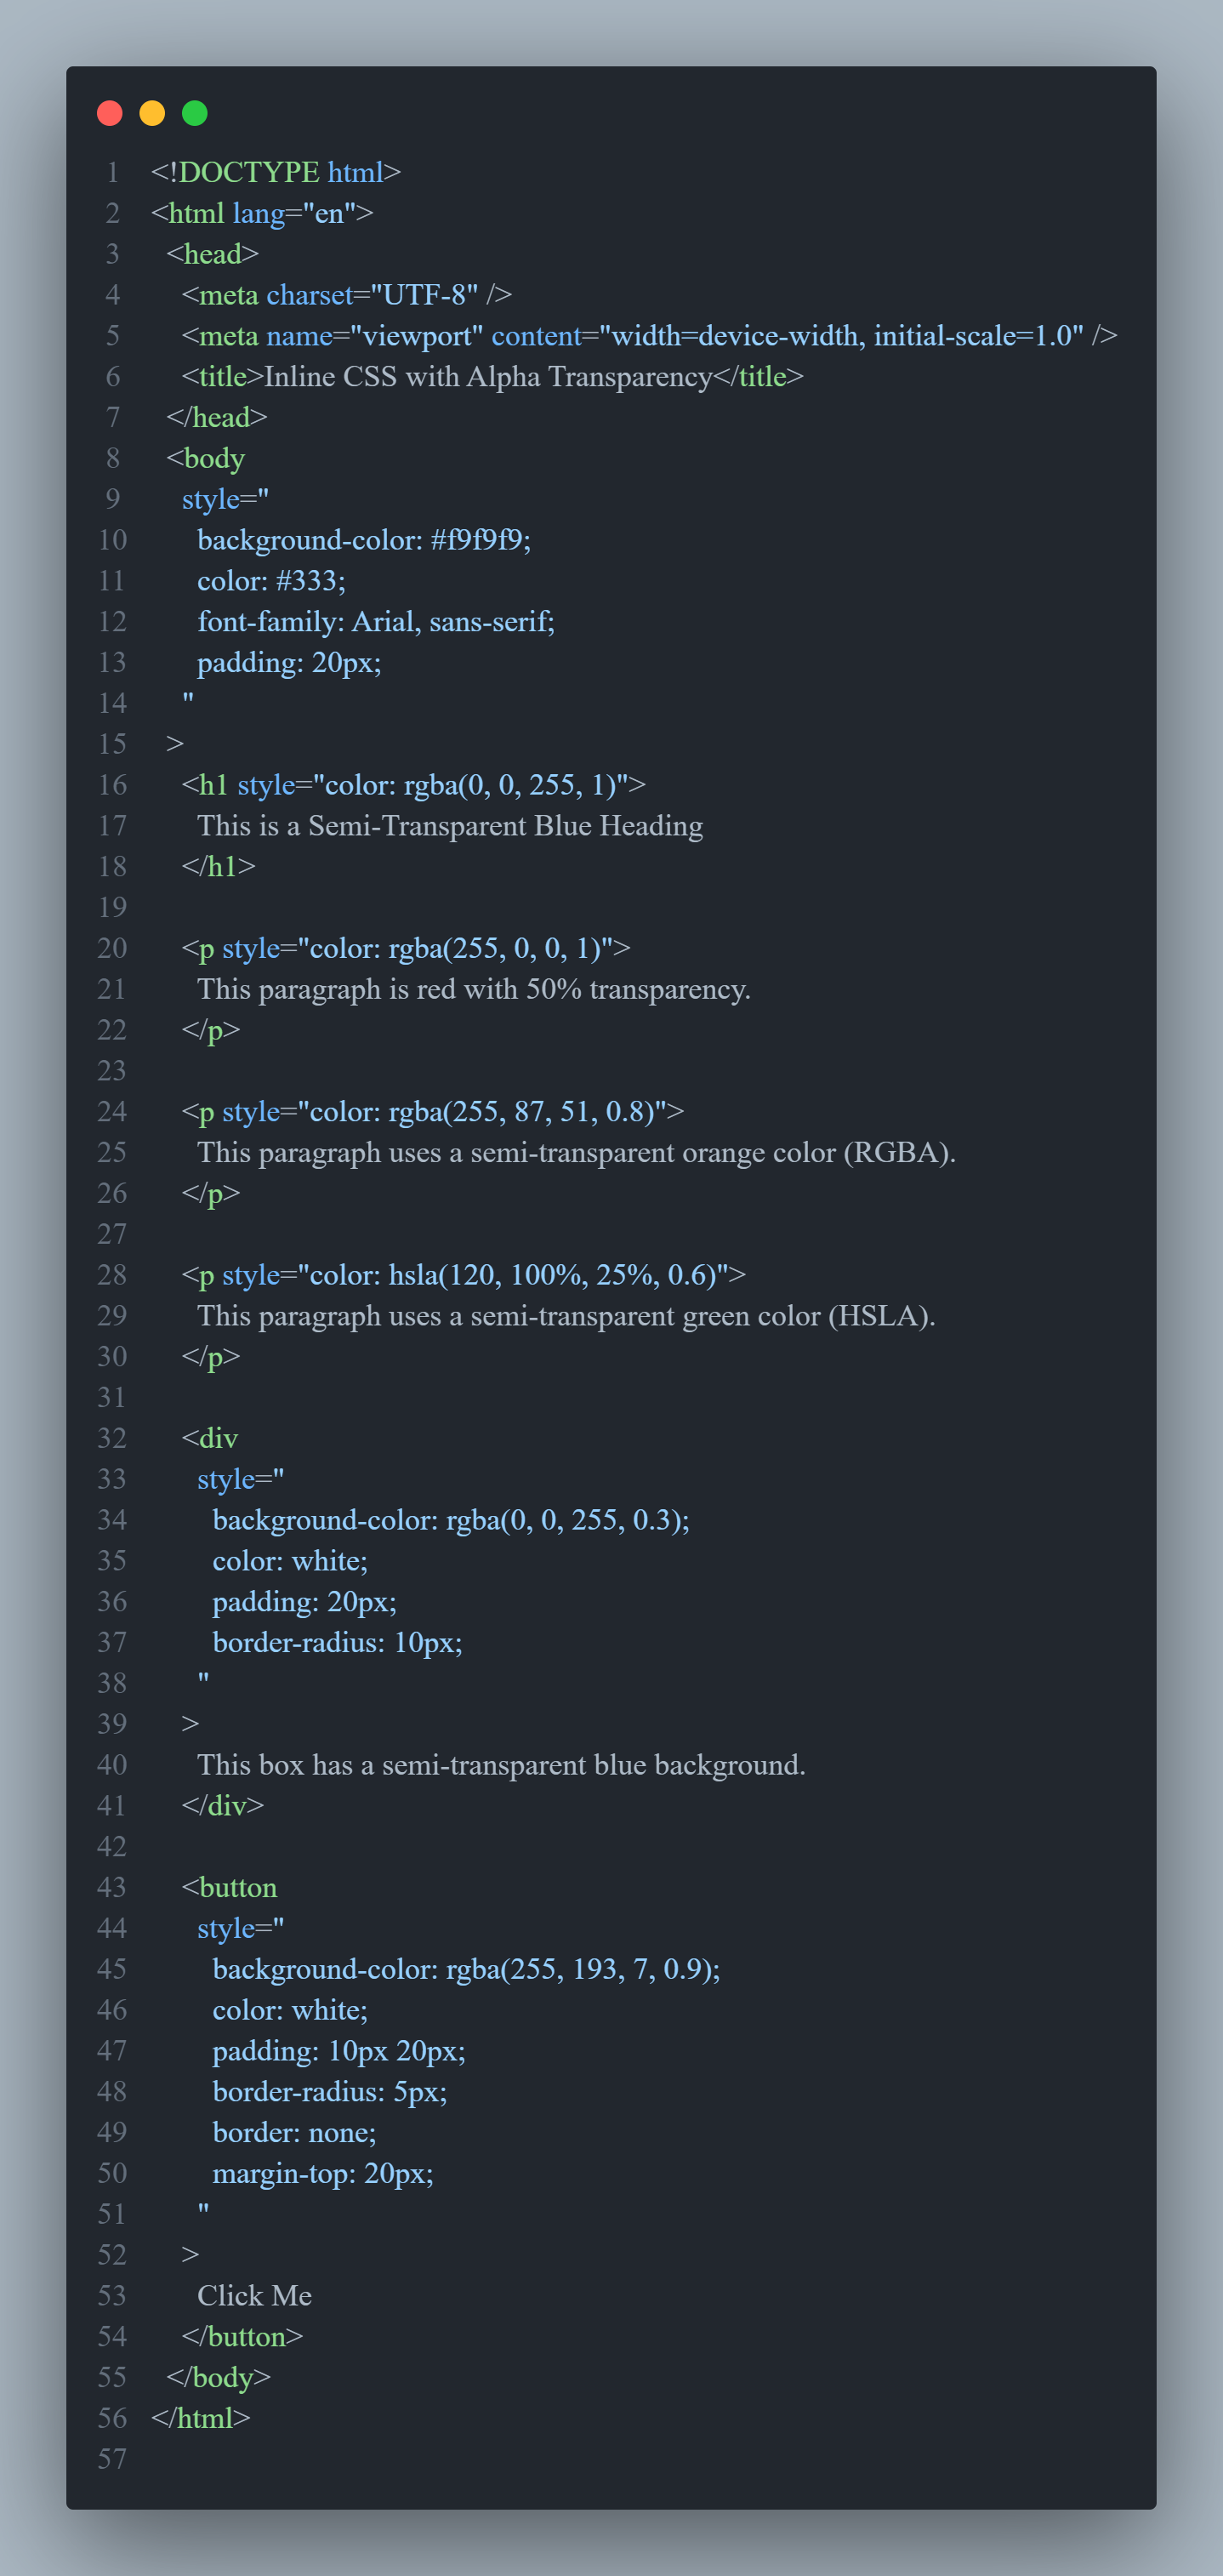 1 <!DOCTYPE html>
2 <html lang="en">
3 <head>
4 <meta charset="UTF-8" />
5 <meta name="viewport" content="width=device-width, initial-scale=1.0" />
6 <title>Inline CSS with Alpha Transparency</title>
7 </head>
8 <body
9 style="
10 background-color: #f9f9f9;
11 color: #333;
12 font-family: Arial, sans-serif;
13 padding: 20px;
14 "
15 >
16 <h1 style="color: rgba(0, 0, 255, 1)">
17 This is a Semi-Transparent Blue Heading
18 </h1>
19
20 <p style="color: rgba(255, 0, 0, 1)">
21 This paragraph is red with 50% transparency.
22 </p>
23
24 <p style="color: rgba(255, 87, 51, 0.8)">
25 This paragraph uses a semi-transparent orange color (RGBA).
26 </p>
27
28 <p style="color: hsla(120, 100%, 25%, 0.6)">
29 This paragraph uses a semi-transparent green color (HSLA).
30 </p>
31
32 <div
33 style="
34 background-color: rgba(0, 0, 255, 0.3);
35 color: white;
36 padding: 20px;
37 border-radius: 10px;
38 "
39 >
40 This box has a semi-transparent blue background.
41 </div>
42
43 <button
44 style="
45 background-color: rgba(255, 193, 7, 0.9);
46 color: white;
47 padding: 10px 20px;
48 border-radius: 5px;
49 border: none;
50 margin-top: 20px;
51 "
52 >
53 Click Me
54 </button>
55 </body>
56 </html>
57